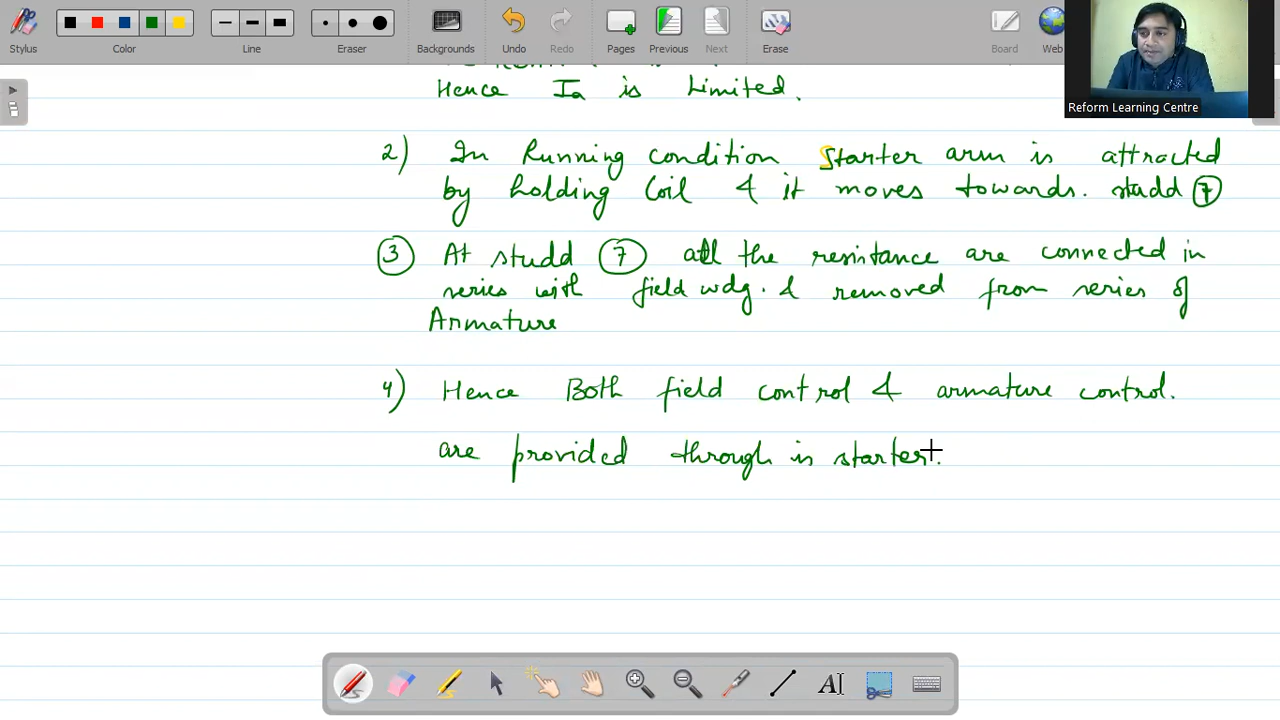 Stylus
Color
Line
Eraser
Backgrounds
Undo
Redo
Pages
Previous
Next
Erase
Board
Web
Reform Learning Centre
Hence Ia is Limited.
2) In Running condition Starter arm is attracted
by holding Coil & it moves towards. studd 7
3 At studd 7 all the resistance are connected in
series with field wdg. & removed from series of
Armature
4) Hence Both field control & armature control.
are provided through in starter.